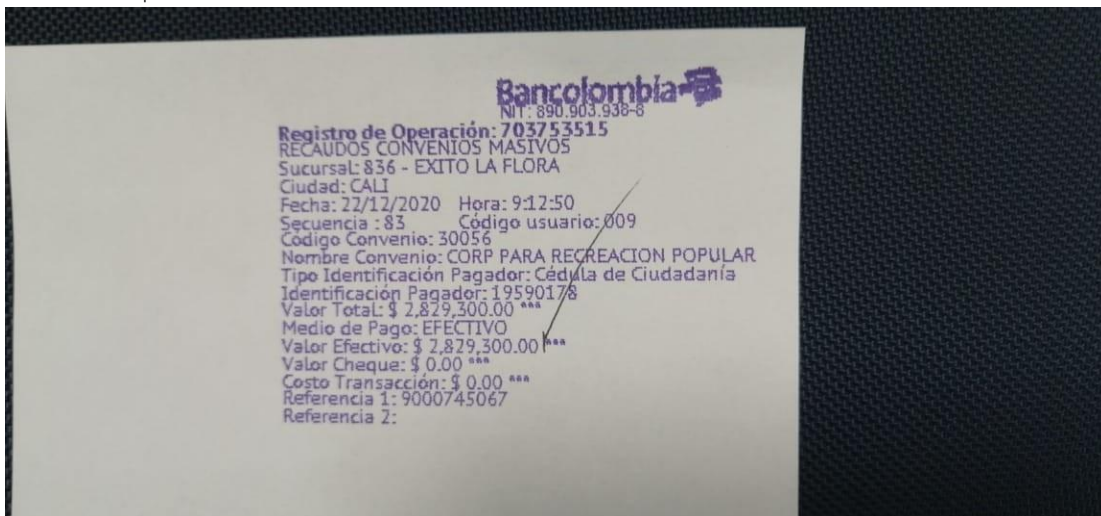 Bancolombia
NIT: 890.903.938-8
Registro de Operación: 703753515
RECAUDOS CONVENIOS MASIVOS
Sucursal: 836 - EXITO LA FLORA
Ciudad: CALI
Fecha: 22/12/2020 Hora: 9:12:50
Secuencia : 83 Código usuario: 009
Código Convenio: 30056
Nombre Convenio: CORP PARA RECREACION POPULAR
Tipo Identificación Pagador: Cédula de Ciudadanía
Identificación Pagador: 19590178
Valor Total: $ 2,829,300.00 ***
Medio de Pago: EFECTIVO
Valor Efectivo: $ 2,829,300.00 ***
Valor Cheque: $ 0.00 ***
Costo Transacción: $ 0.00 ***
Referencia 1: 9000745067
Referencia 2: